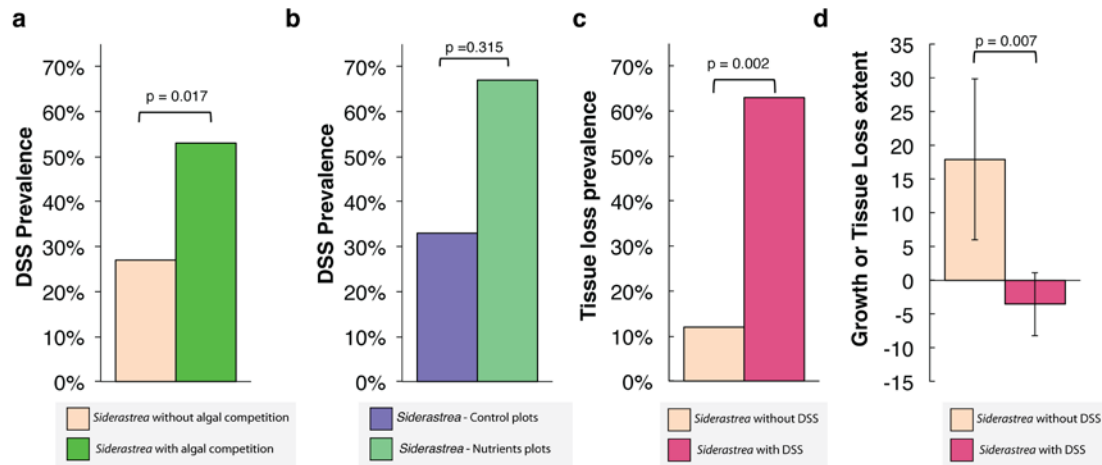 a
DSS Prevalence
70%
60%
50%
40%
30%
20%
10%
0%
p = 0.017
Siderastrea without algal competition
Siderastrea with algal competition
b
DSS Prevalence
70%
60%
50%
40%
30%
20%
10%
0%
p =0.315
Siderastrea - Control plots
Siderastrea - Nutrients plots
c
Tissue loss prevalence
70%
60%
50%
40%
30%
20%
10%
0%
p = 0.002
Siderastrea without DSS
Siderastrea with DSS
d
Growth or Tissue Loss extent
35
30
25
20
15
10
5
0
-5
-10
-15
p = 0.007
Siderastrea without DSS
Siderastrea with DSS